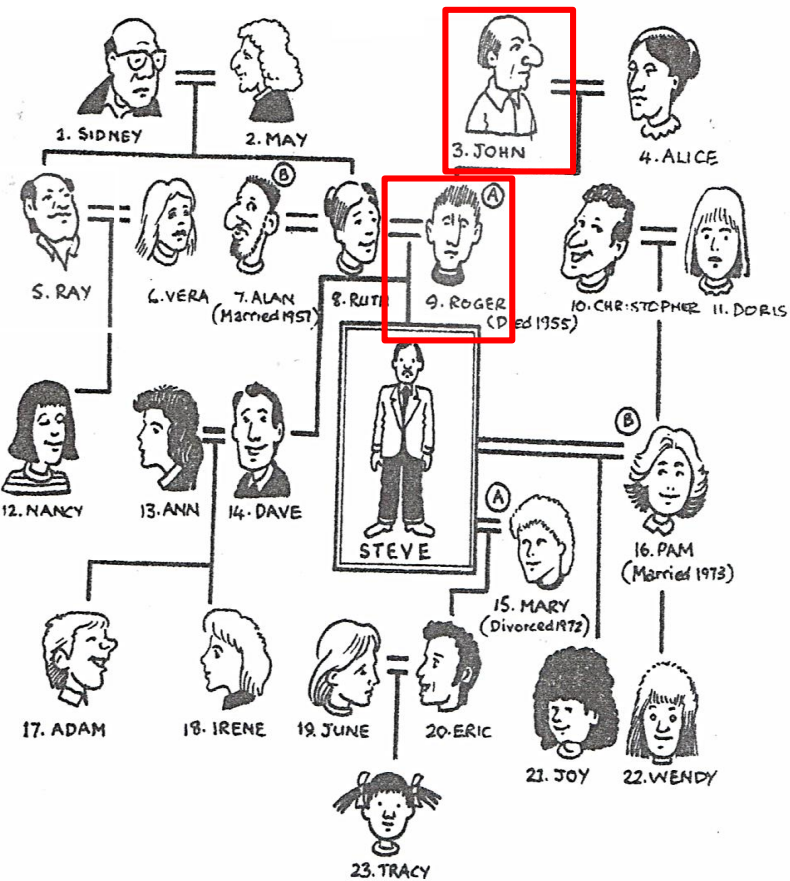 1. SIDNEY
2. MAY
3. JOHN
4. ALICE
B
A
5. RAY
6. VERA
7. ALAN
(Married 1957)
8. RUTH
9. ROGER
(Died 1955)
10. CHRISTOPHER
11. DORIS
B
12. NANCY
13. ANN
14. DAVE
STEVE
A
15. MARY
(Divorced 1972)
16. PAM
(Married 1973)
17. ADAM
18. IRENE
19. JUNE
20. ERIC
21. JOY
22. WENDY
23. TRACY